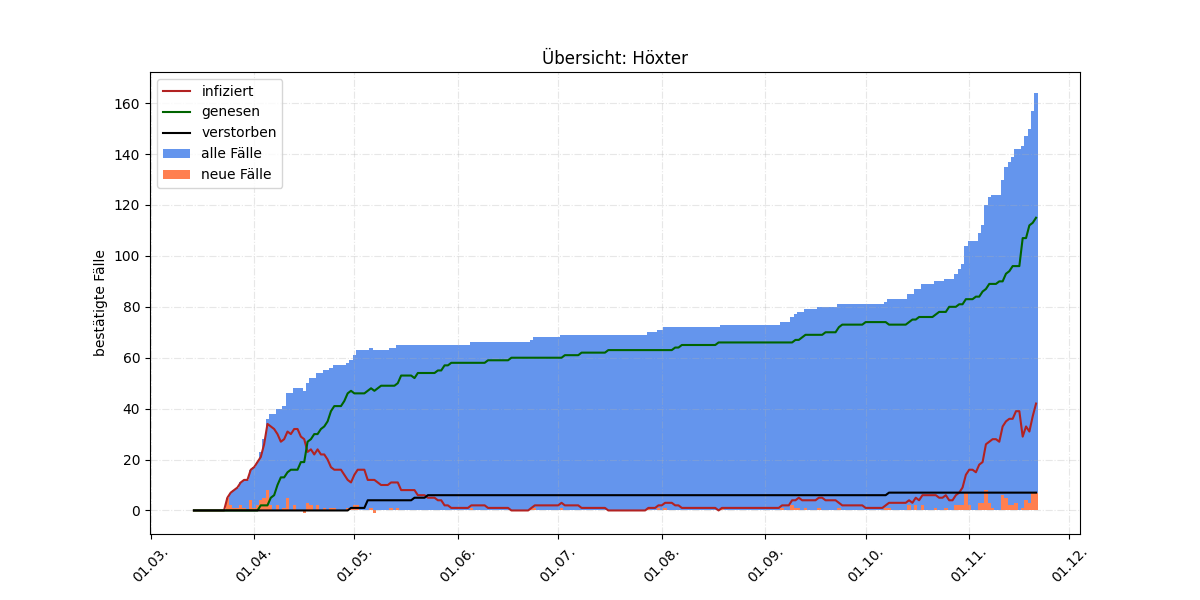 Übersicht: Höxter
infiziert
genesen
verstorben
alle Fälle
neue Fälle
bestätigte Fälle
160
140
120
100
80
60
40
20
0
01.03.
01.04.
01.05.
01.06.
01.07.
01.08.
01.09.
01.10.
01.11.
01.12.